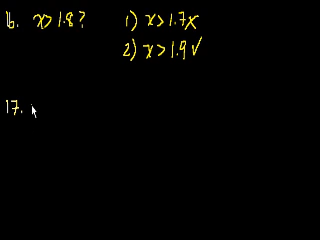 16. x > 1.8 ? 1) x > 1.7 x
2) x > 1.9 ✓
17.